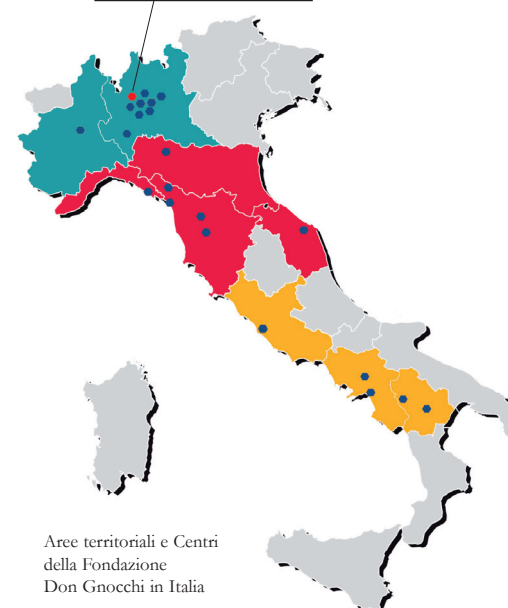 Aree territoriali e Centri
della Fondazione
Don Gnocchi in Italia